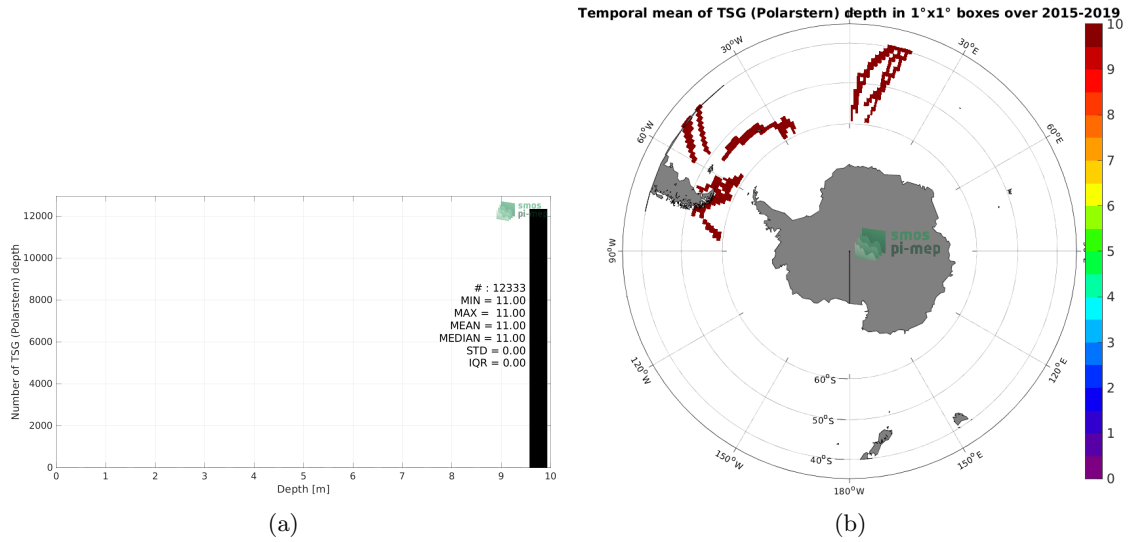 Temporal mean of TSG (Polarstern) depth in 1°x1° boxes over 2015-2019
smos
pi-mep
# : 12333
MIN = 11.00
MAX = 11.00
MEAN = 11.00
MEDIAN = 11.00
STD = 0.00
IQR = 0.00
Number of TSG (Polarstern) depth
12000
10000
8000
6000
4000
2000
0
0 1 2 3 4 5 6 7 8 9 10
Depth [m]
(a)
30°W
30°E
60°W
60°E
90°W
120°W
120°E
150°W
150°E
180°W
60°S
50°S
40°S
smos
pi-mep
10
9
8
7
6
5
4
3
2
1
0
(b)